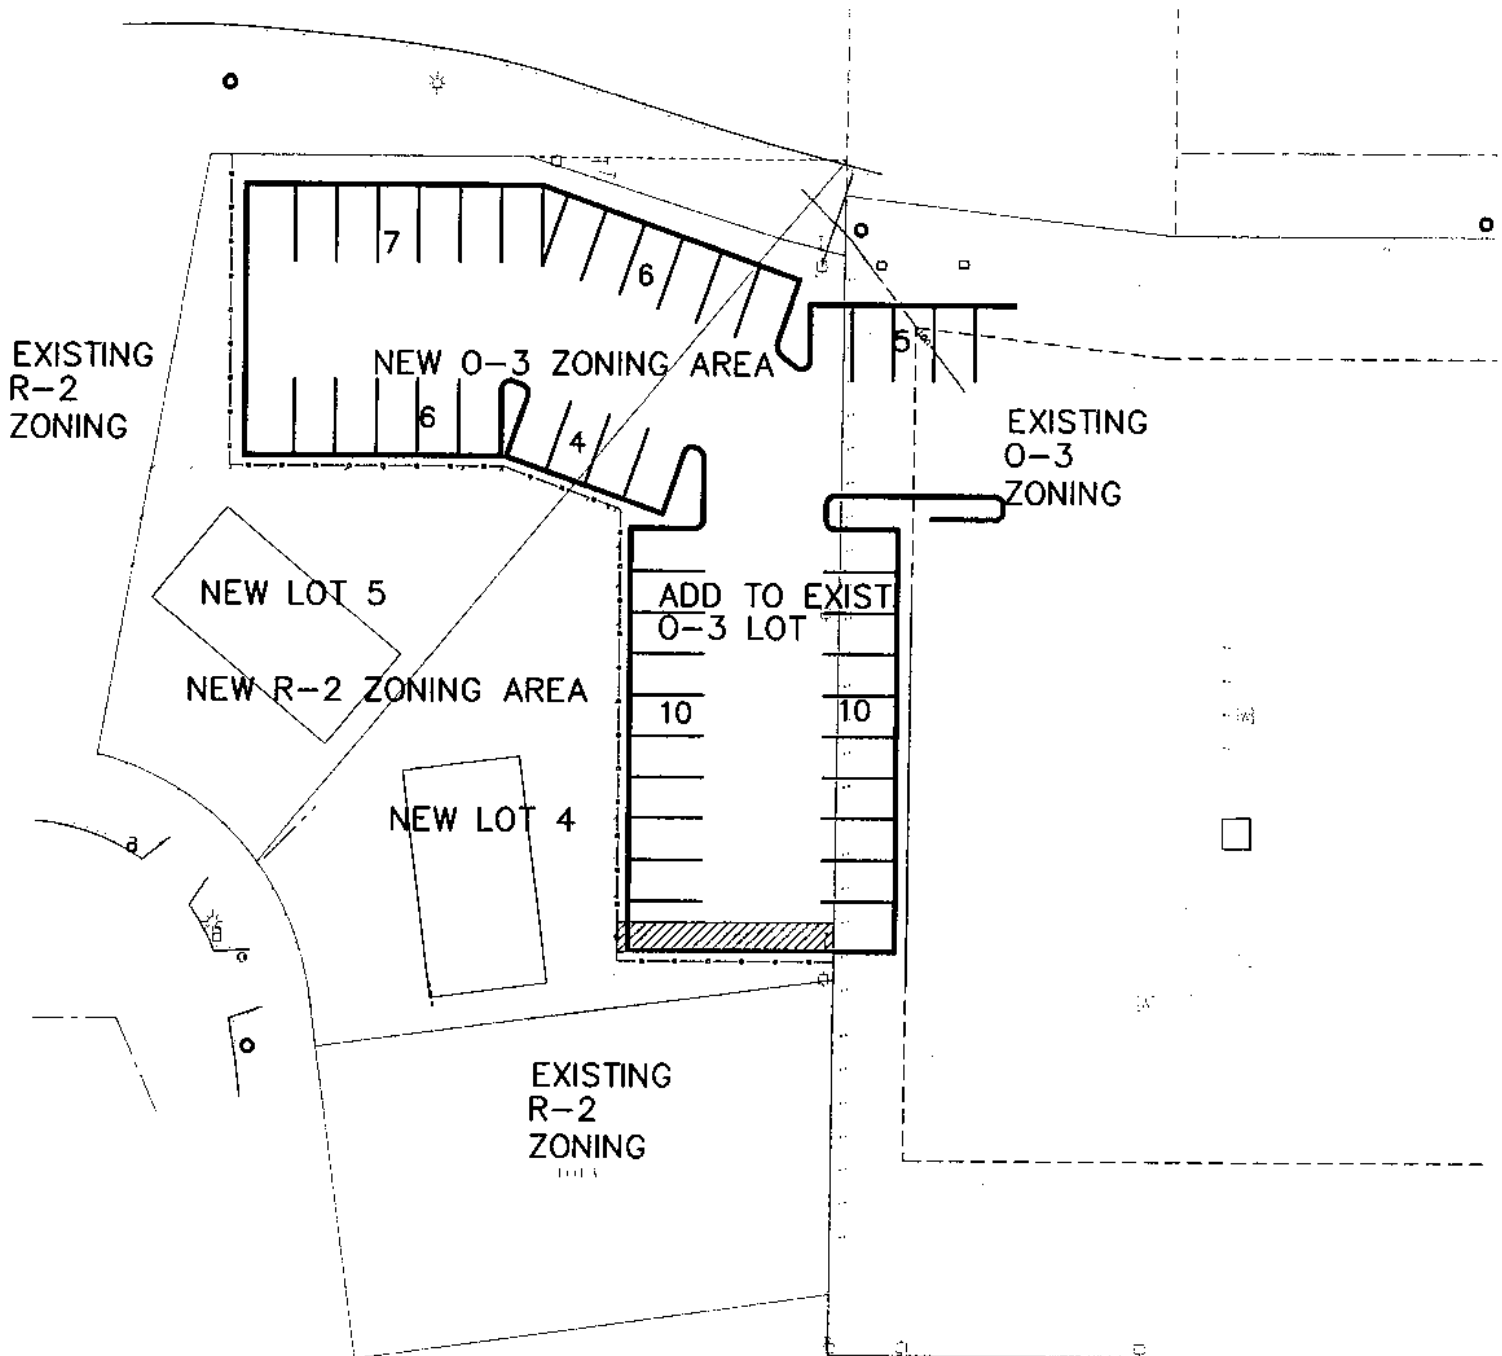 7
6
5
EXISTING
R-2
ZONING
NEW O-3 ZONING AREA
6
4
EXISTING
O-3
ZONING
NEW LOT 5
ADD TO EXIST
O-3 LOT
NEW R-2 ZONING AREA
10
10
NEW LOT 4
EXISTING
R-2
ZONING